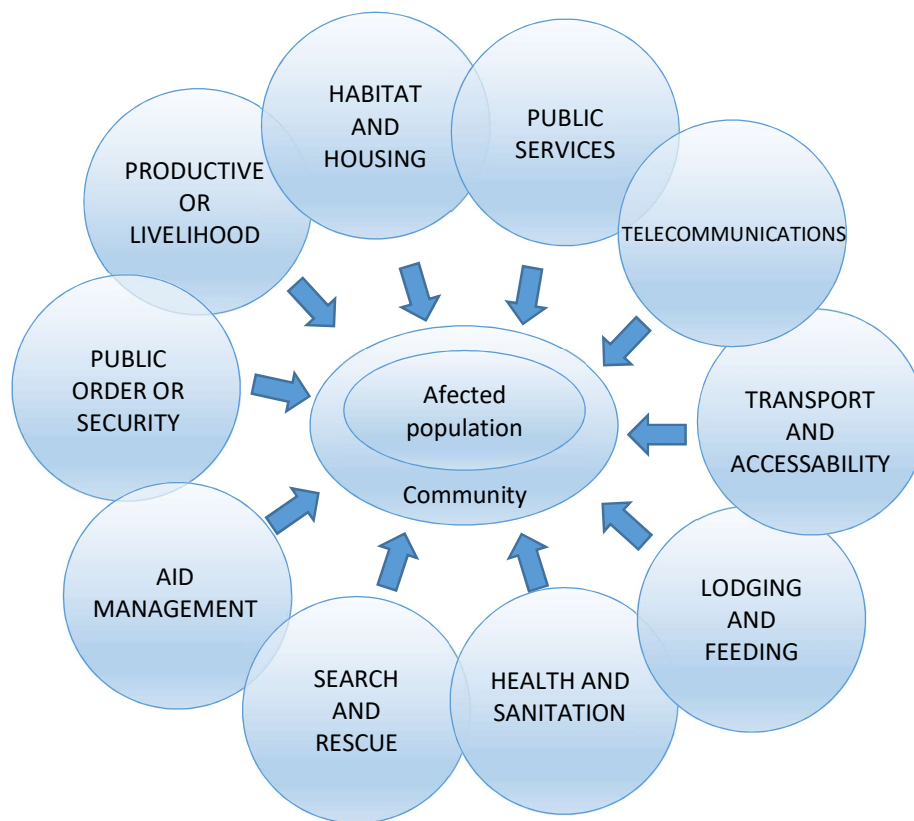 HABITAT
AND
HOUSING
PUBLIC
SERVICES
TELECOMMUNICATIONS
TRANSPORT
AND
ACCESSABILITY
LODGING
AND
FEEDING
HEALTH AND
SANITATION
SEARCH
AND
RESCUE
AID
MANAGEMENT
PUBLIC
ORDER OR
SECURITY
PRODUCTIVE
OR
LIVELIHOOD
Afected
population
Community